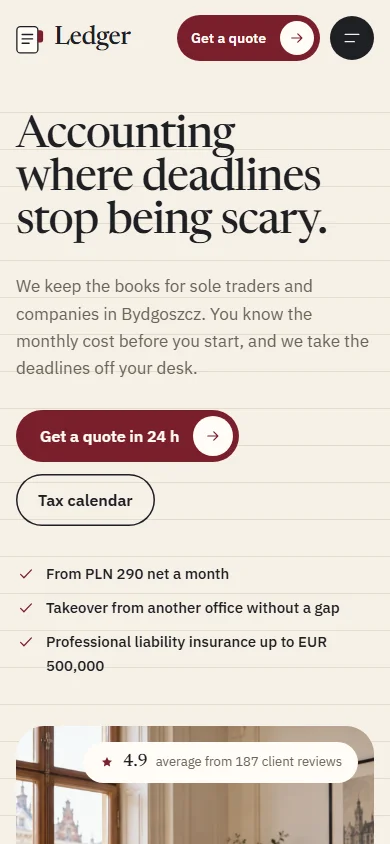 Ledger
Get a quote
Accounting
where deadlines
stop being scary.
We keep the books for sole traders and
companies in Bydgoszcz. You know the
monthly cost before you start, and we take the
deadlines off your desk.
Get a quote in 24 h
Tax calendar
From PLN 290 net a month
Takeover from another office without a gap
Professional liability insurance up to EUR
500,000
4.9 average from 187 client reviews